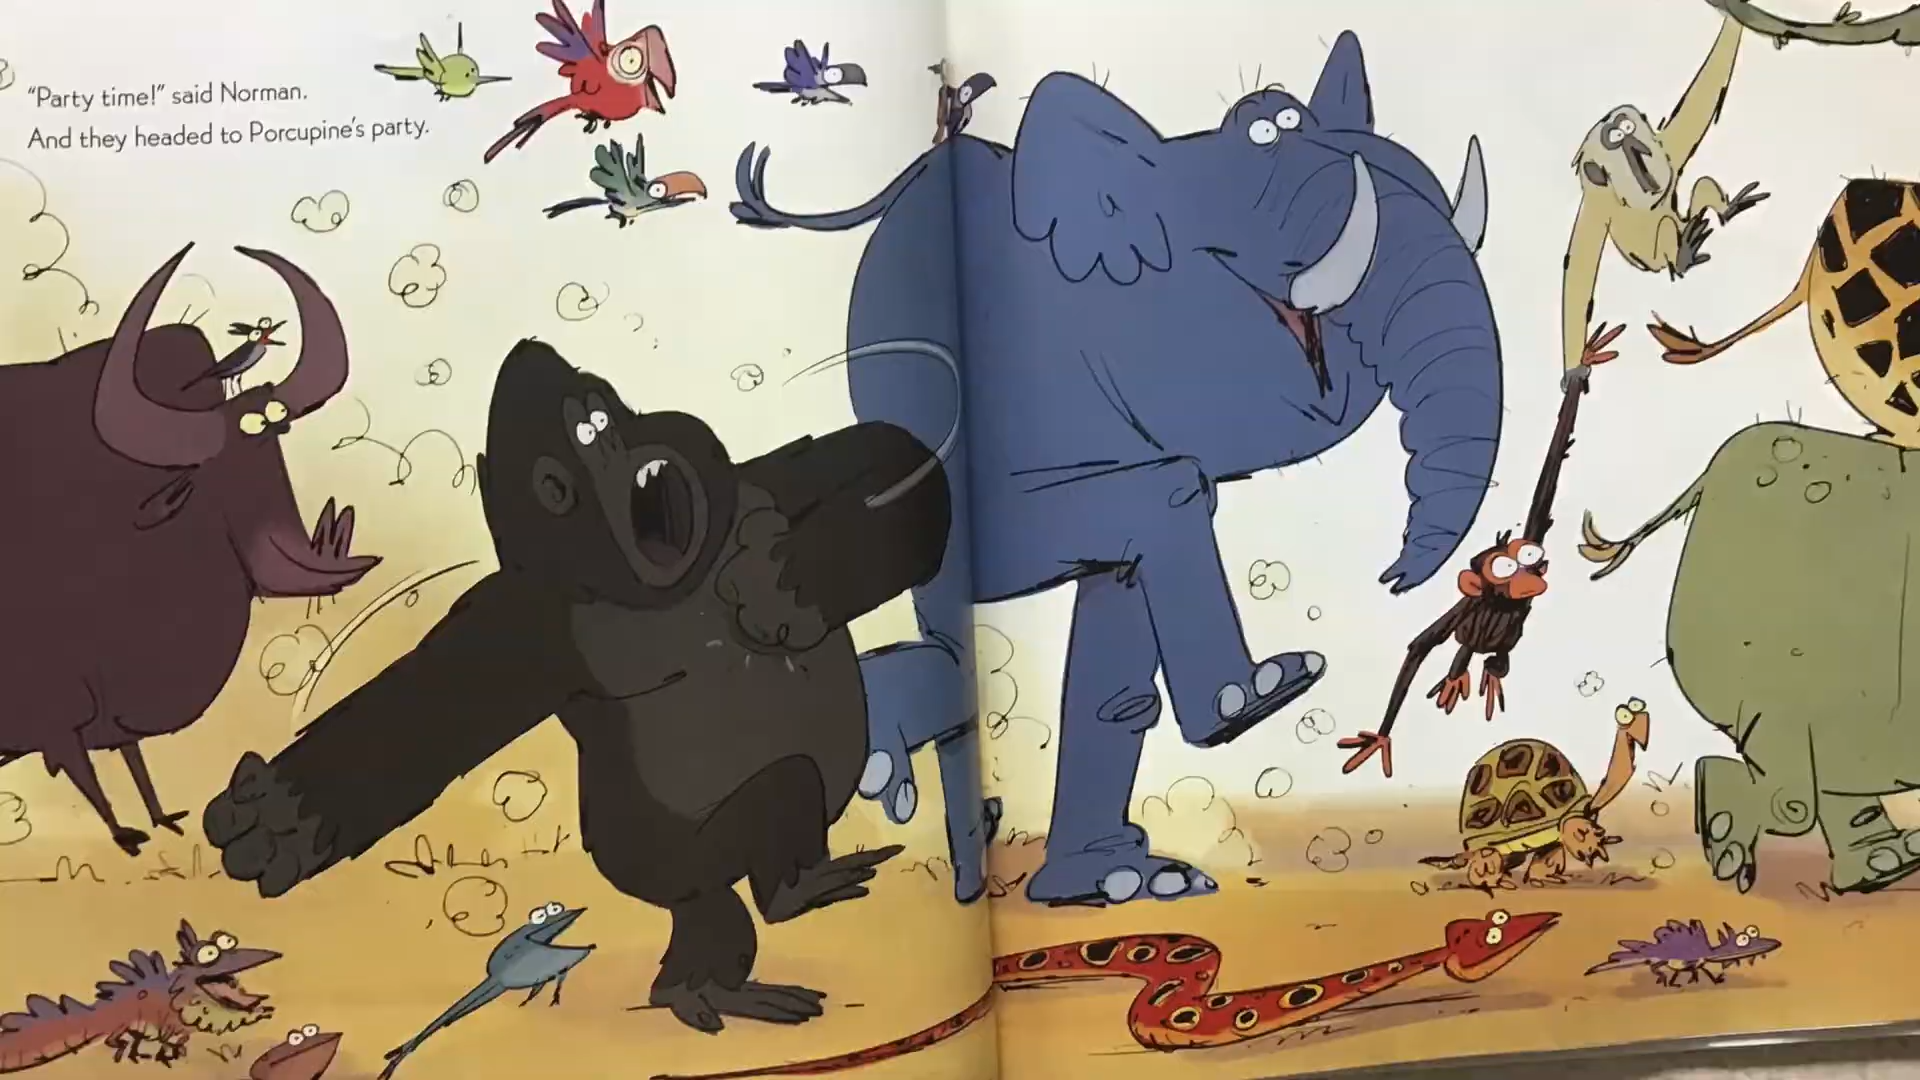 “Party time!” said Norman.
And they headed to Porcupine’s party.